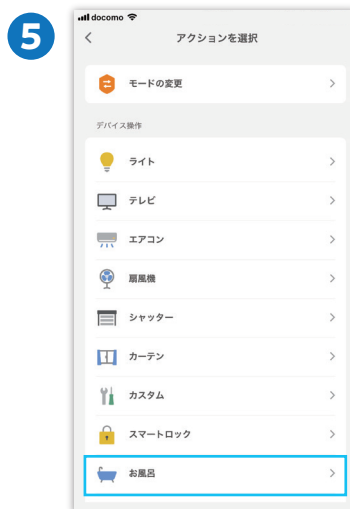 5
docomo
アクションを選択
モードの変更
デバイス操作
ライト
テレビ
エアコン
扇風機
シャッター
カーテン
カスタム
スマートロック
お風呂